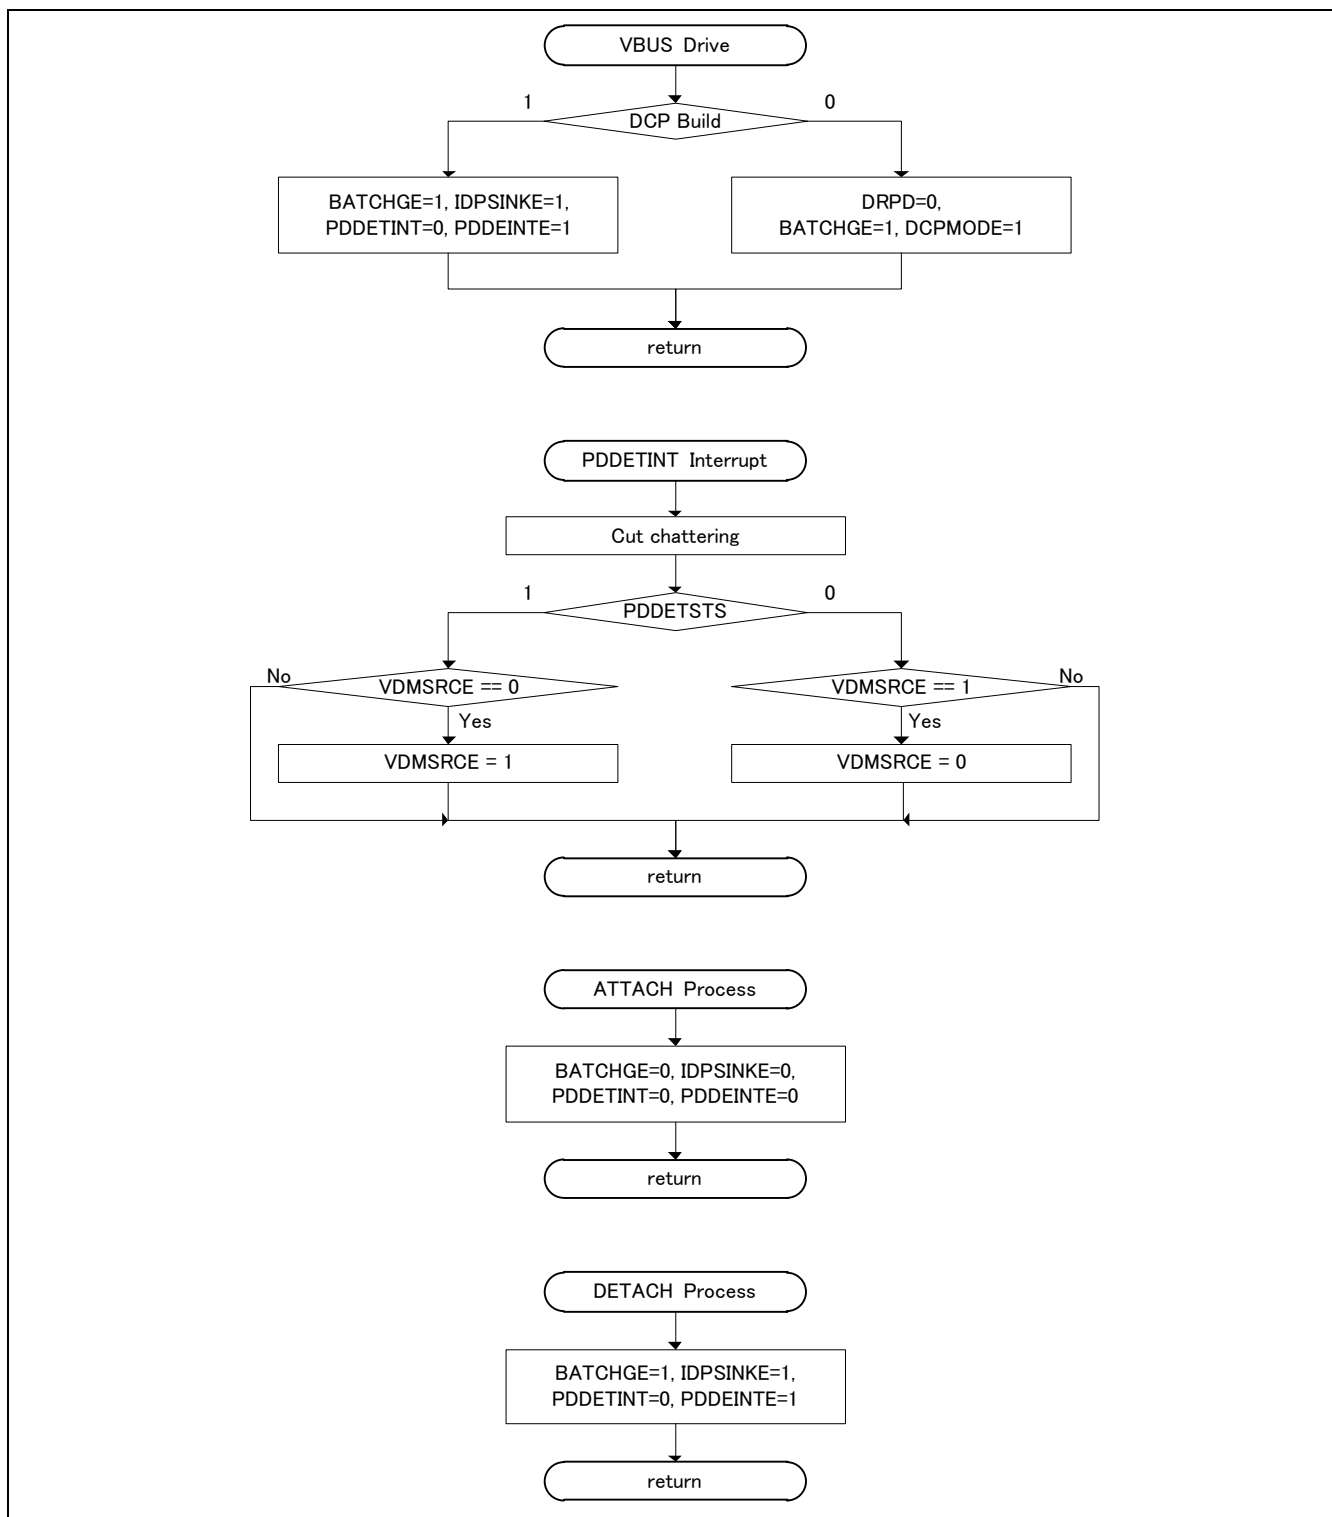 VBUS Drive
1
0
DCP Build
BATCHGE=1, IDPSINKE=1,
PDDETINT=0, PDDEINTE=1
DRPD=0,
BATCHGE=1, DCPMODE=1
return
PDDETINT Interrupt
Cut chattering
1
0
PDDETSTS
No
VDMSRCE == 0
VDMSRCE == 1
No
Yes
Yes
VDMSRCE = 1
VDMSRCE = 0
return
ATTACH Process
BATCHGE=0, IDPSINKE=0,
PDDETINT=0, PDDEINTE=0
return
DETACH Process
BATCHGE=1, IDPSINKE=1,
PDDETINT=0, PDDEINTE=1
return